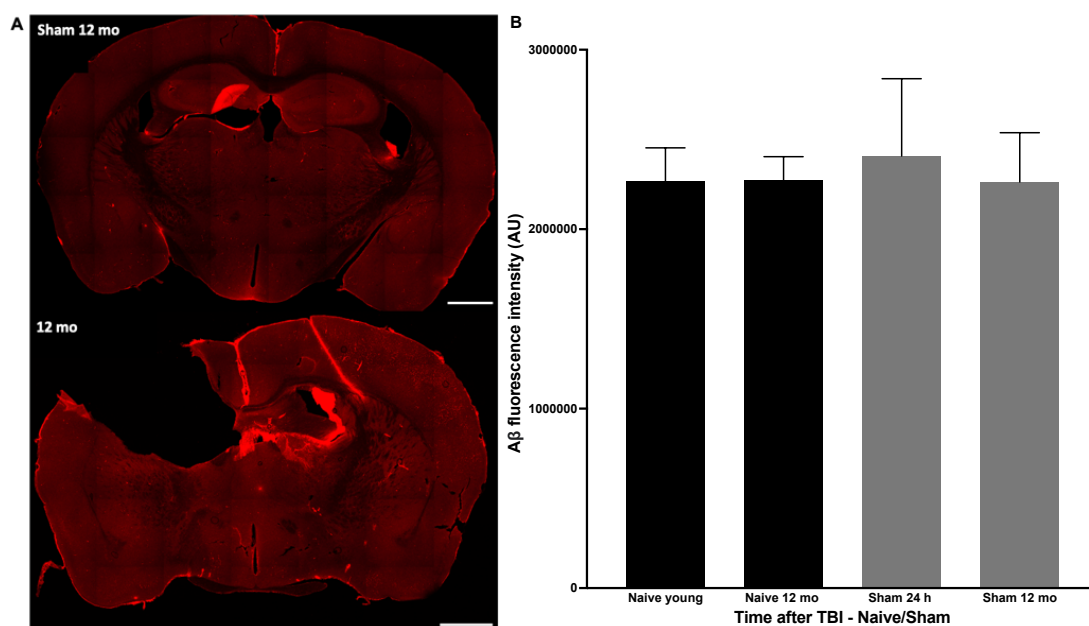 A
Sham 12 mo
12 mo
B
Aβ fluorescence intensity (AU)
3000000
2000000
1000000
0
Naive young
Naive 12 mo
Sham 24 h
Sham 12 mo
Time after TBI - Naive/Sham